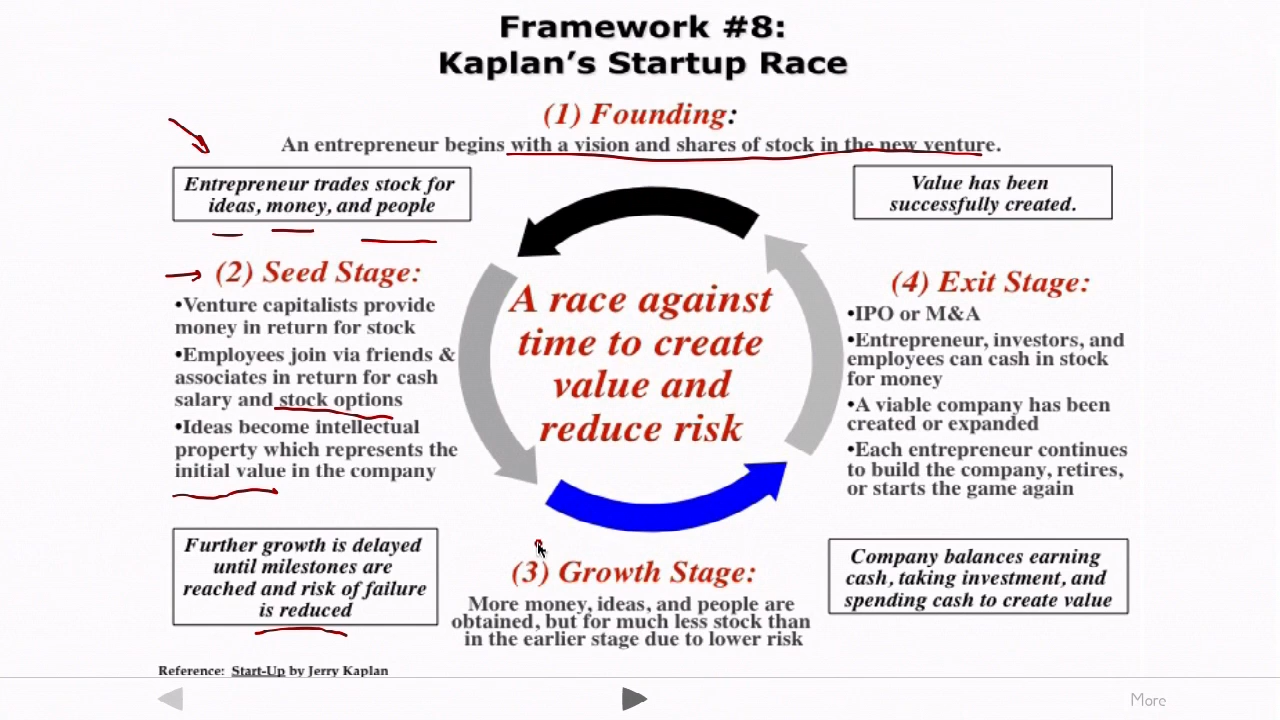 Framework #8:
Kaplan's Startup Race
(1) Founding:
An entrepreneur begins with a vision and shares of stock in the new venture.
Entrepreneur trades stock for
ideas, money, and people
Value has been
successfully created.
(2) Seed Stage:
•Venture capitalists provide
money in return for stock
•Employees join via friends &
associates in return for cash
salary and stock options
•Ideas become intellectual
property which represents the
initial value in the company
A race against
time to create
value and
reduce risk
(4) Exit Stage:
•IPO or M&A
•Entrepreneur, investors, and
employees can cash in stock
for money
•A viable company has been
created or expanded
•Each entrepreneur continues
to build the company, retires,
or starts the game again
Further growth is delayed
until milestones are
reached and risk of failure
is reduced
(3) Growth Stage:
More money, ideas, and people are
obtained, but for much less stock than
in the earlier stage due to lower risk
Company balances earning
cash, taking investment, and
spending cash to create value
Reference: Start-Up by Jerry Kaplan
More